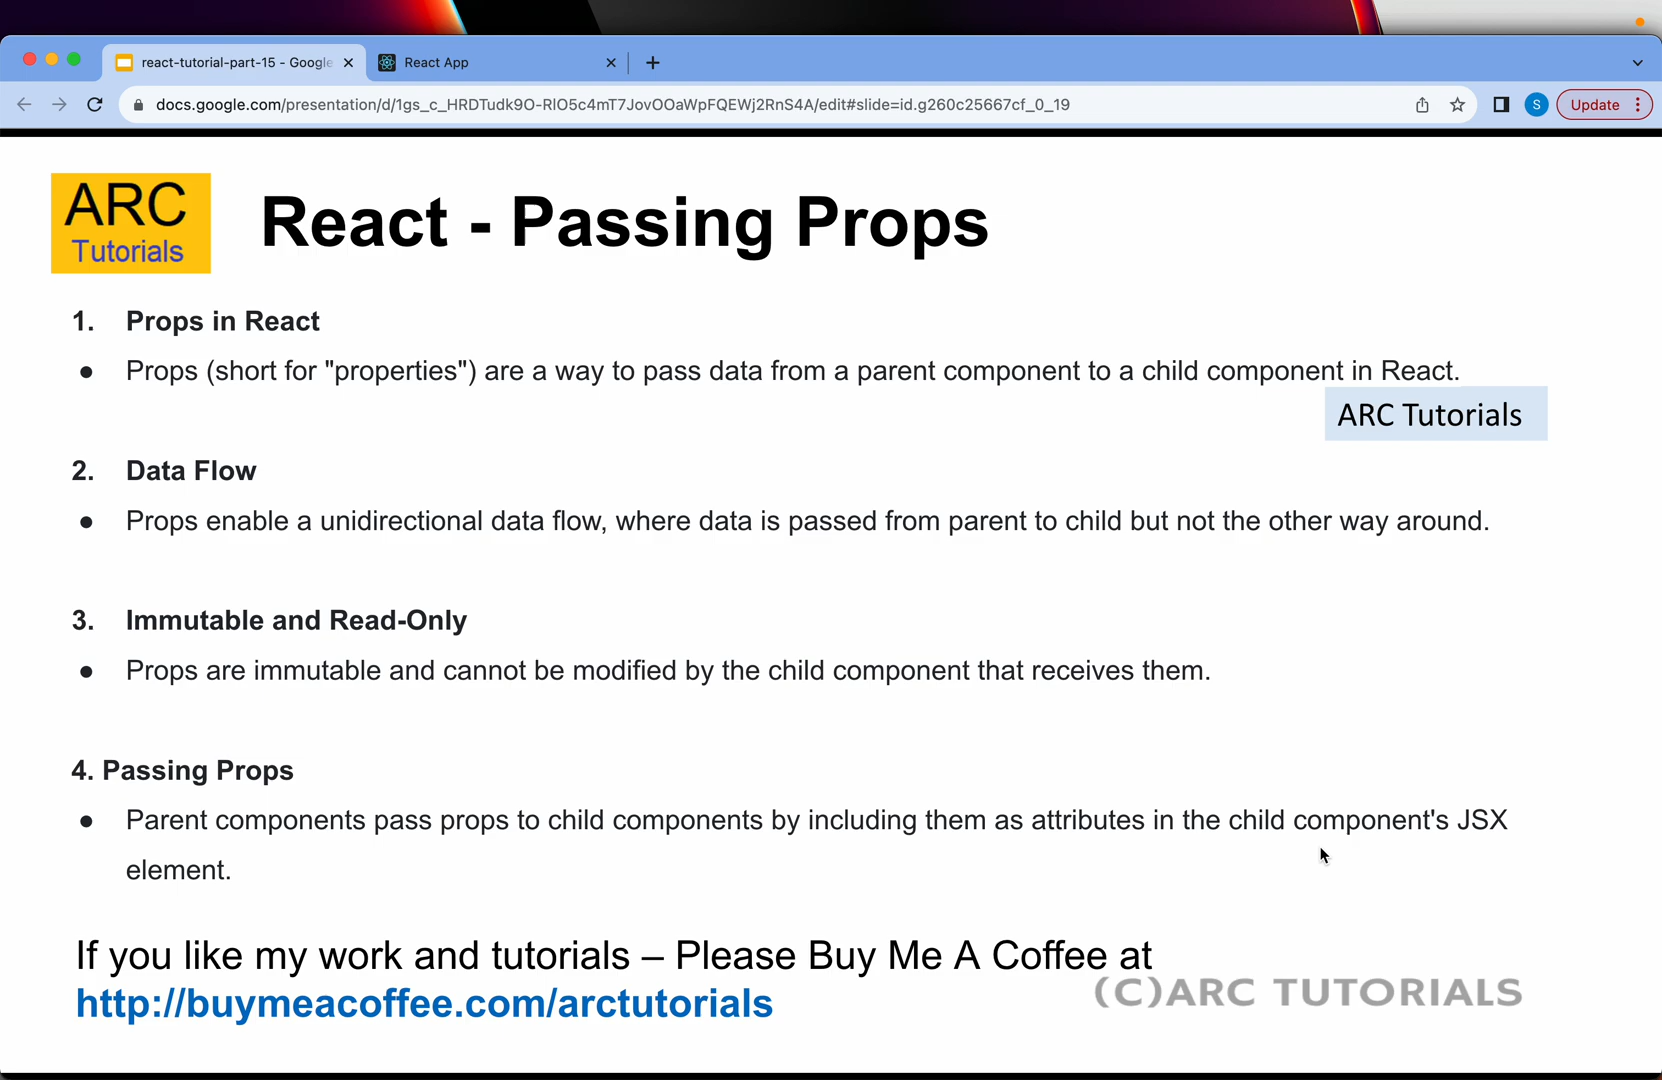 react-tutorial-part-15 - Google
React App
docs.google.com/presentation/d/1gs_c_HRDTudk9O-RlO5c4mT7JovOOaWpFQEWj2RnS4A/edit#slide=id.g260c25667cf_0_19
S
Update
ARC
Tutorials
React - Passing Props
1. Props in React
● Props (short for "properties") are a way to pass data from a parent component to a child component in React.
ARC Tutorials
2. Data Flow
● Props enable a unidirectional data flow, where data is passed from parent to child but not the other way around.
3. Immutable and Read-Only
● Props are immutable and cannot be modified by the child component that receives them.
4. Passing Props
● Parent components pass props to child components by including them as attributes in the child component's JSX
element.
If you like my work and tutorials – Please Buy Me A Coffee at
http://buymeacoffee.com/arctutorials
(C)ARC TUTORIALS